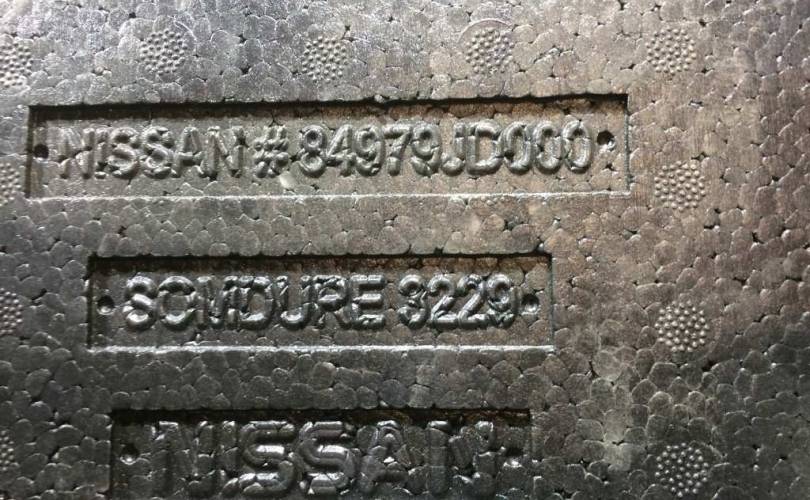 NISSAN # 84979JD000
SOMDURE 3229
NISSAN